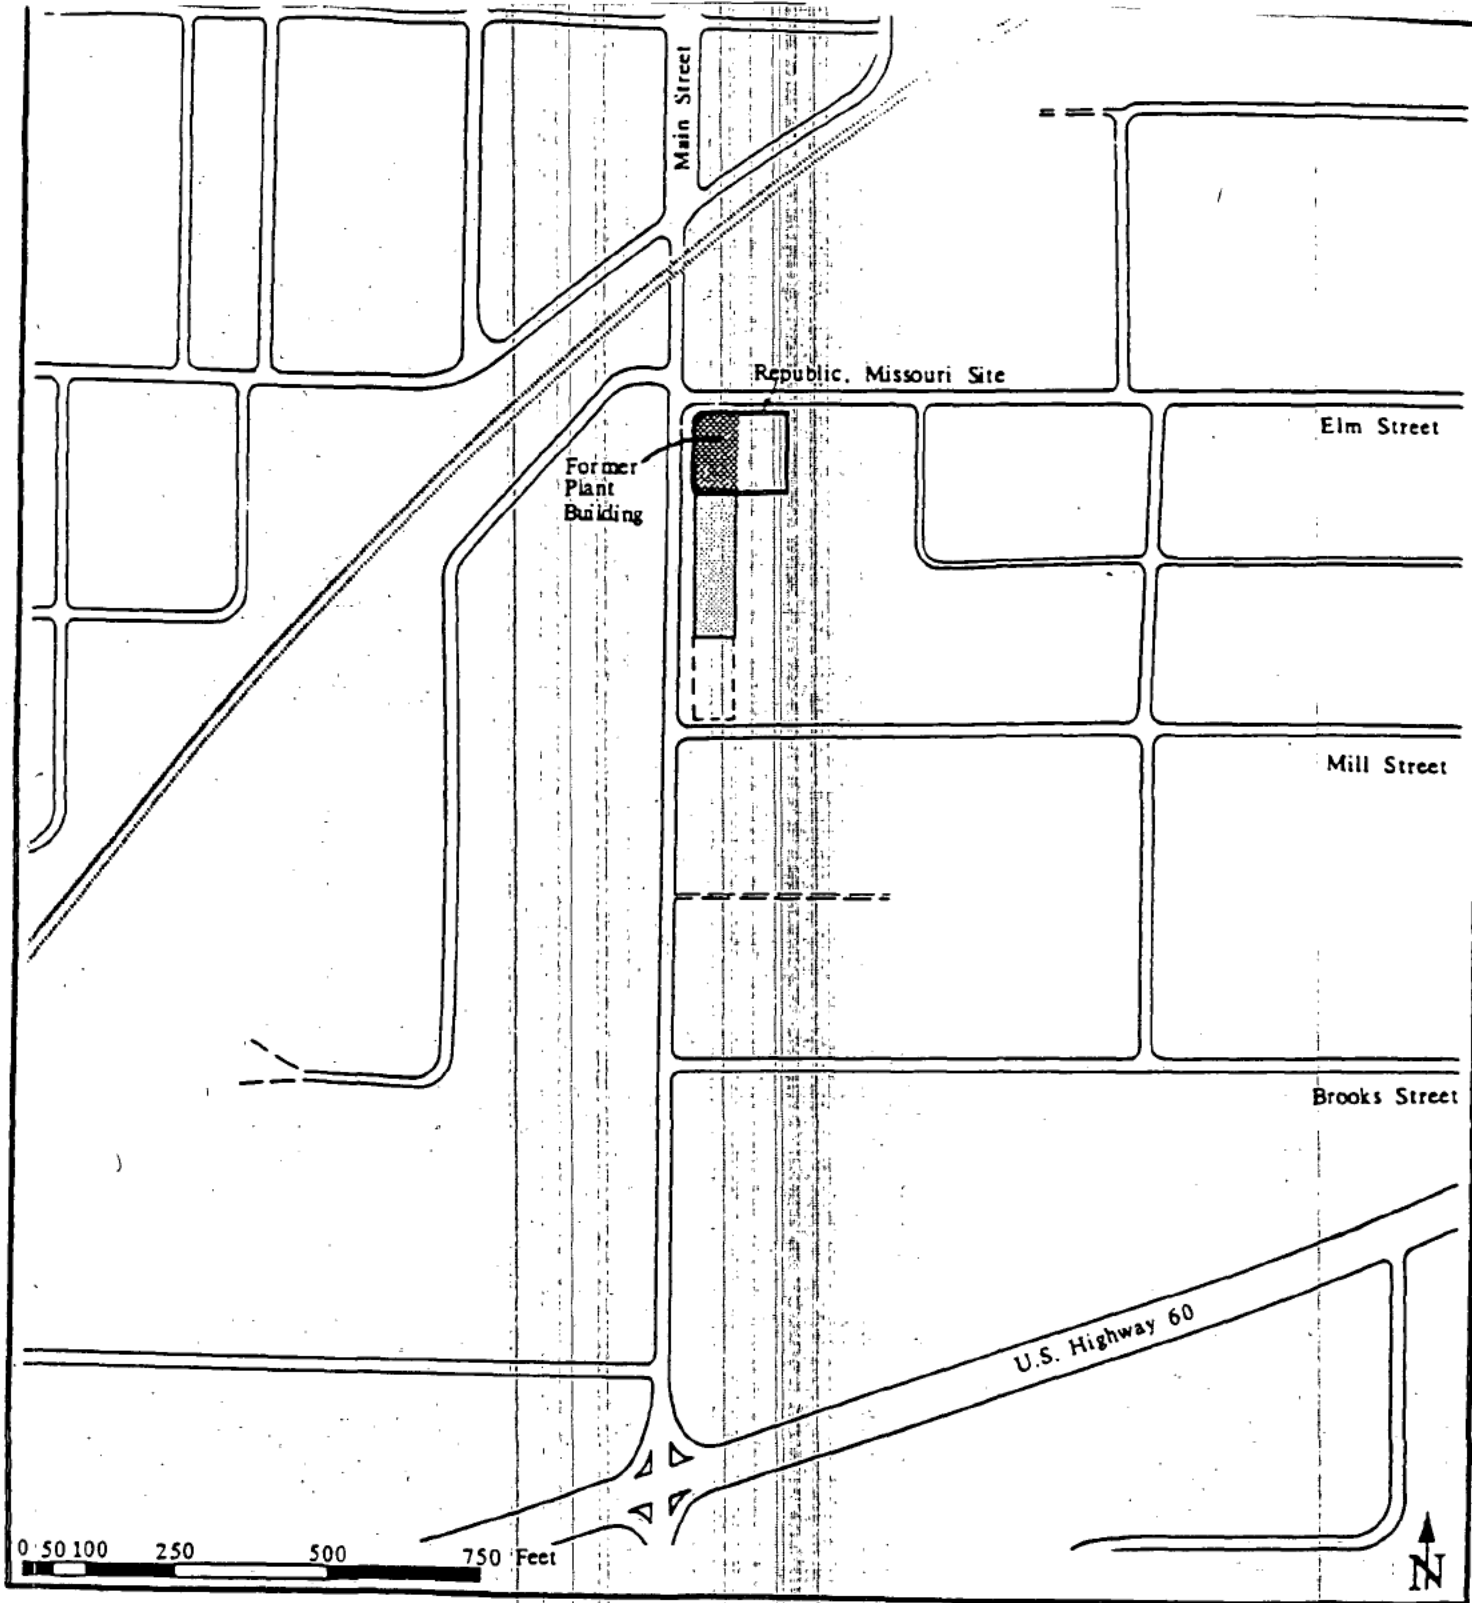 Main Street
Republic, Missouri Site
Elm Street
Former
Plant
Building
Mill Street
Brooks Street
U.S. Highway 60
0 50 100 250 500 750 Feet
N